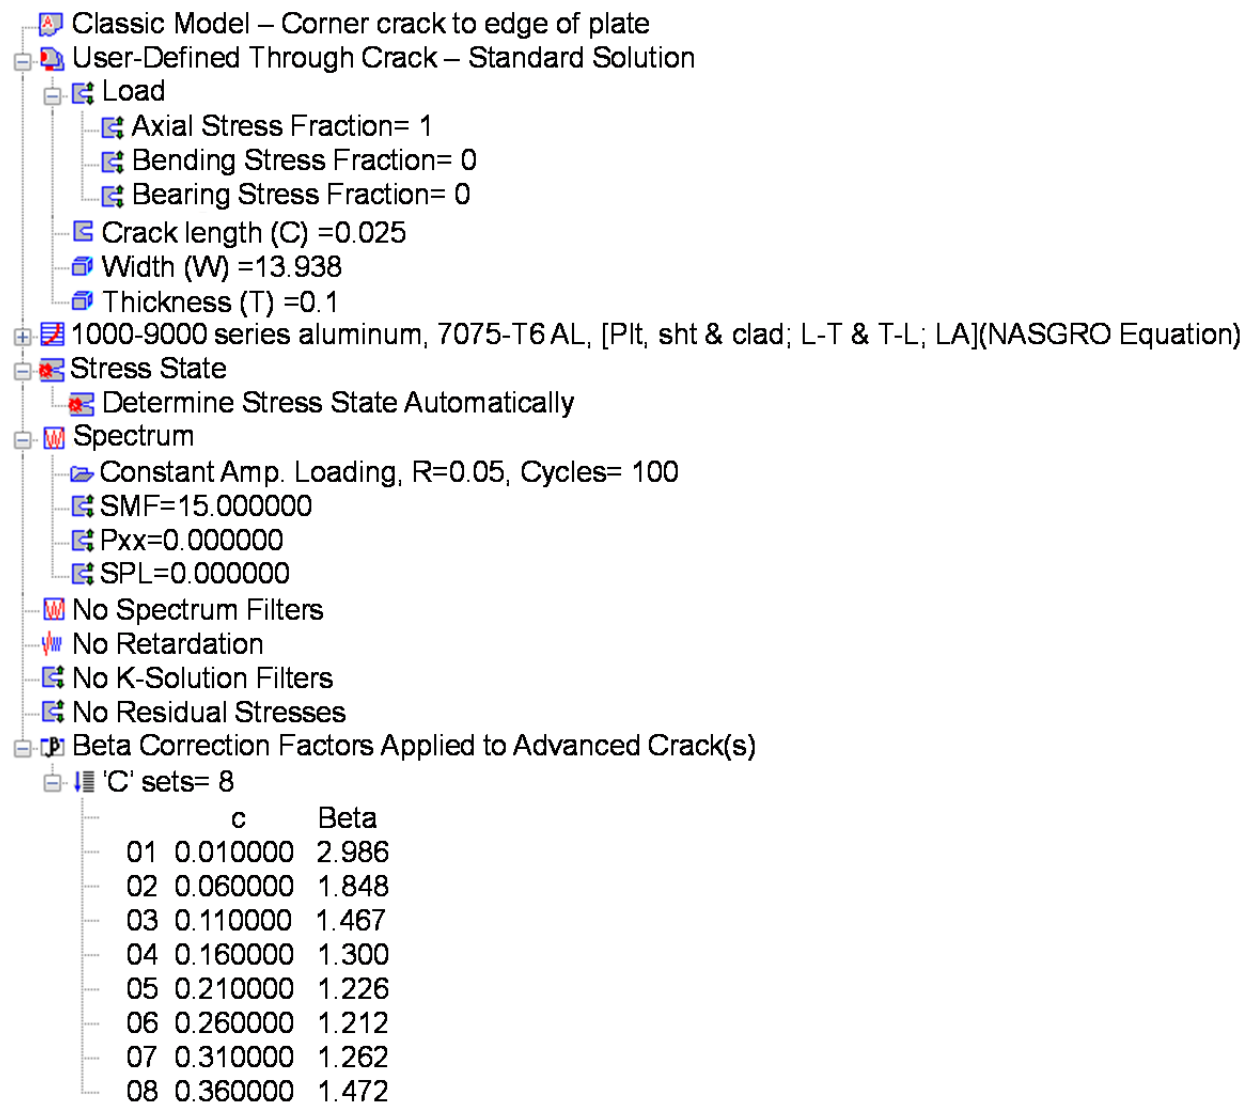 Classic Model – Corner crack to edge of plate
User-Defined Through Crack – Standard Solution
Load
Axial Stress Fraction= 1
Bending Stress Fraction= 0
Bearing Stress Fraction= 0
Crack length (C) =0.025
Width (W) =13.938
Thickness (T) =0.1
1000-9000 series aluminum, 7075-T6 AL, [Plt, sht & clad; L-T & T-L; LA](NASGRO Equation)
Stress State
Determine Stress State Automatically
Spectrum
Constant Amp. Loading, R=0.05, Cycles= 100
SMF=15.000000
Pxx=0.000000
SPL=0.000000
No Spectrum Filters
No Retardation
No K-Solution Filters
No Residual Stresses
Beta Correction Factors Applied to Advanced Crack(s)
'C' sets= 8
c Beta
01 0.010000 2.986
02 0.060000 1.848
03 0.110000 1.467
04 0.160000 1.300
05 0.210000 1.226
06 0.260000 1.212
07 0.310000 1.262
08 0.360000 1.472